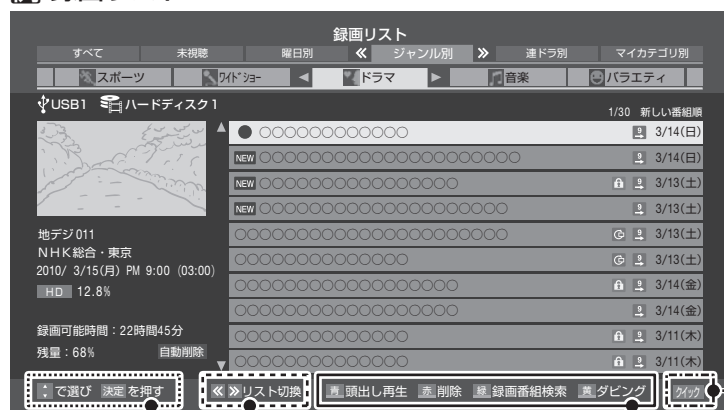 録画リスト
すべて 未視聴 曜日別 ≪ ジャンル別 ≫ 連ドラ別 マイカテゴリ別
スポーツ ワイドショー ◀ ドラマ ▶ 音楽 バラエティ
USB1 ハードディスク1
1/30 新しい番組順
● ○○○○○○○○○○○○ 3/14(日)
NEW ○○○○○○○○○○○○○○○○○○○○○ 3/14(日)
NEW ○○○○○○○○○○○○○○○○ 3/13(土)
NEW ○○○○○○○○○○○○○○○○○○○○ 3/13(土)
○○○○○○○○○○○○○○○○○○○○○○ 3/13(土)
○○○○○○○○○○○○○○ 3/13(土)
○○○○○○○○○○○○○○○○○○ 3/14(金)
○○○○○○○○○○○○○○○○○○ 3/14(金)
○○○○○○○○○○○○○○ 3/11(木)
○○○○○○○○○○○○○○ 3/11(木)
地デジ011
NHK総合・東京
2010/ 3/15(月) PM 9:00 (03:00)
HD 12.8%
録画可能時間：22時間45分
残量：68% 自動削除
で選び 決定 を押す ≪ ≫ リスト切換 青 頭出し再生 赤 削除 緑 録画番組検索 黄 ダビング クイック